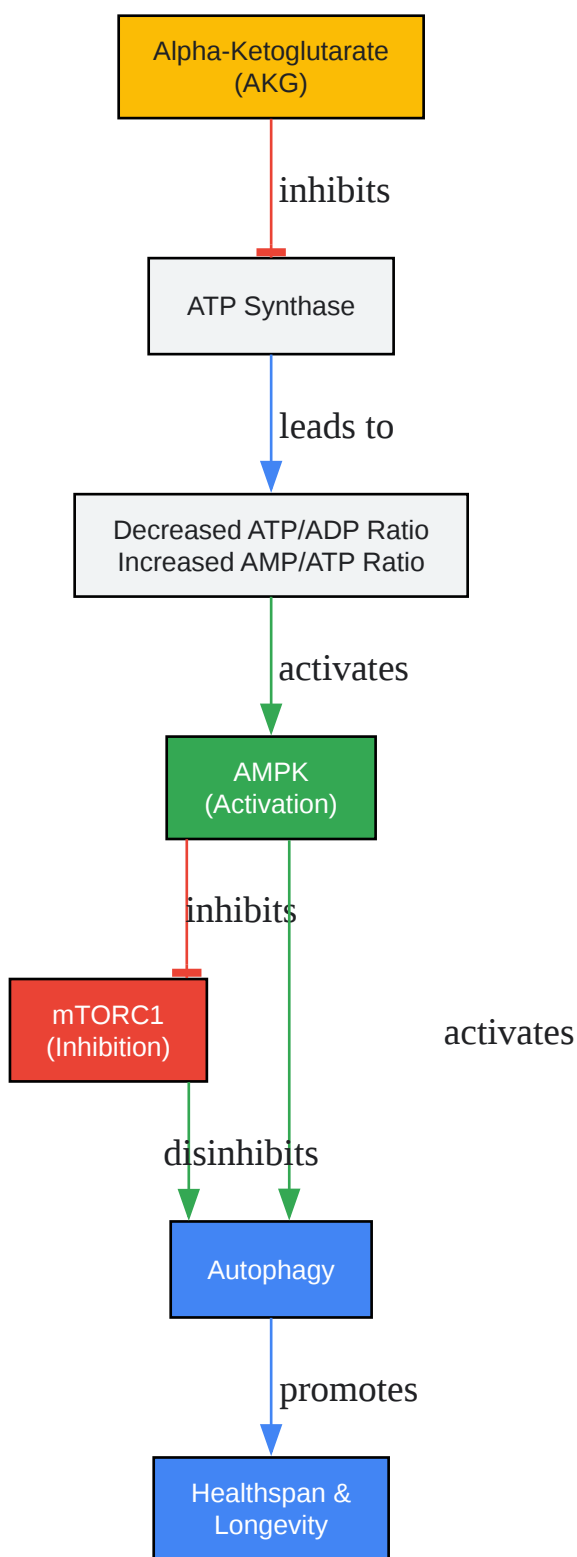 Alpha-Ketoglutarate
(AKG)
inhibits
ATP Synthase
leads to
Decreased ATP/ADP Ratio
Increased AMP/ATP Ratio
activates
AMPK
(Activation)
inhibits
mTORC1
(Inhibition)
activates
disinhibits
Autophagy
promotes
Healthspan &
Longevity